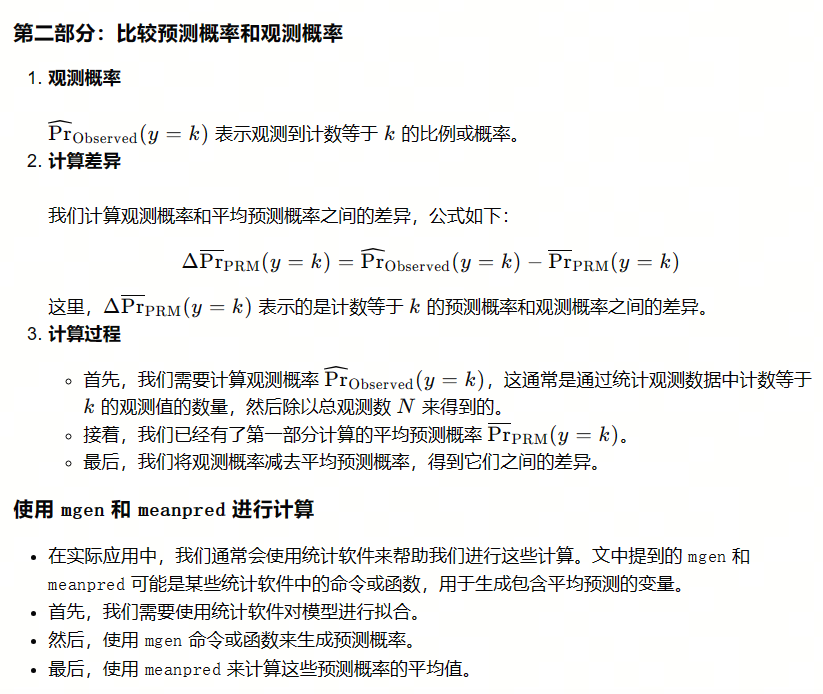 第二部分：比较预测概率和观测概率
1. 观测概率
$\widehat{\Pr}_{\text{Observed}}(y = k)$ 表示观测到计数等于 $k$ 的比例或概率。
2. 计算差异
我们计算观测概率和平均预测概率之间的差异，公式如下：
$\Delta\overline{\Pr}_{\text{PRM}}(y = k) = \widehat{\Pr}_{\text{Observed}}(y = k) - \overline{\Pr}_{\text{PRM}}(y = k)$
这里，$\Delta\overline{\Pr}_{\text{PRM}}(y = k)$ 表示的是计数等于 $k$ 的预测概率和观测概率之间的差异。
3. 计算过程
首先，我们需要计算观测概率 $\widehat{\Pr}_{\text{Observed}}(y = k)$，这通常是通过统计观测数据中计数等于
$k$ 的观测值的数量，然后除以总观测数 $N$ 来得到的。
接着，我们已经有了第一部分计算的平均预测概率 $\overline{\Pr}_{\text{PRM}}(y = k)$。
最后，我们将观测概率减去平均预测概率，得到它们之间的差异。
使用 mgen 和 meanpred 进行计算
在实际应用中，我们通常会使用统计软件来帮助我们进行这些计算。文中提到的 mgen 和
meanpred 可能是某些统计软件中的命令或函数，用于生成包含平均预测的变量。
首先，我们需要使用统计软件对模型进行拟合。
然后，使用 mgen 命令或函数来生成预测概率。
最后，使用 meanpred 来计算这些预测概率的平均值。